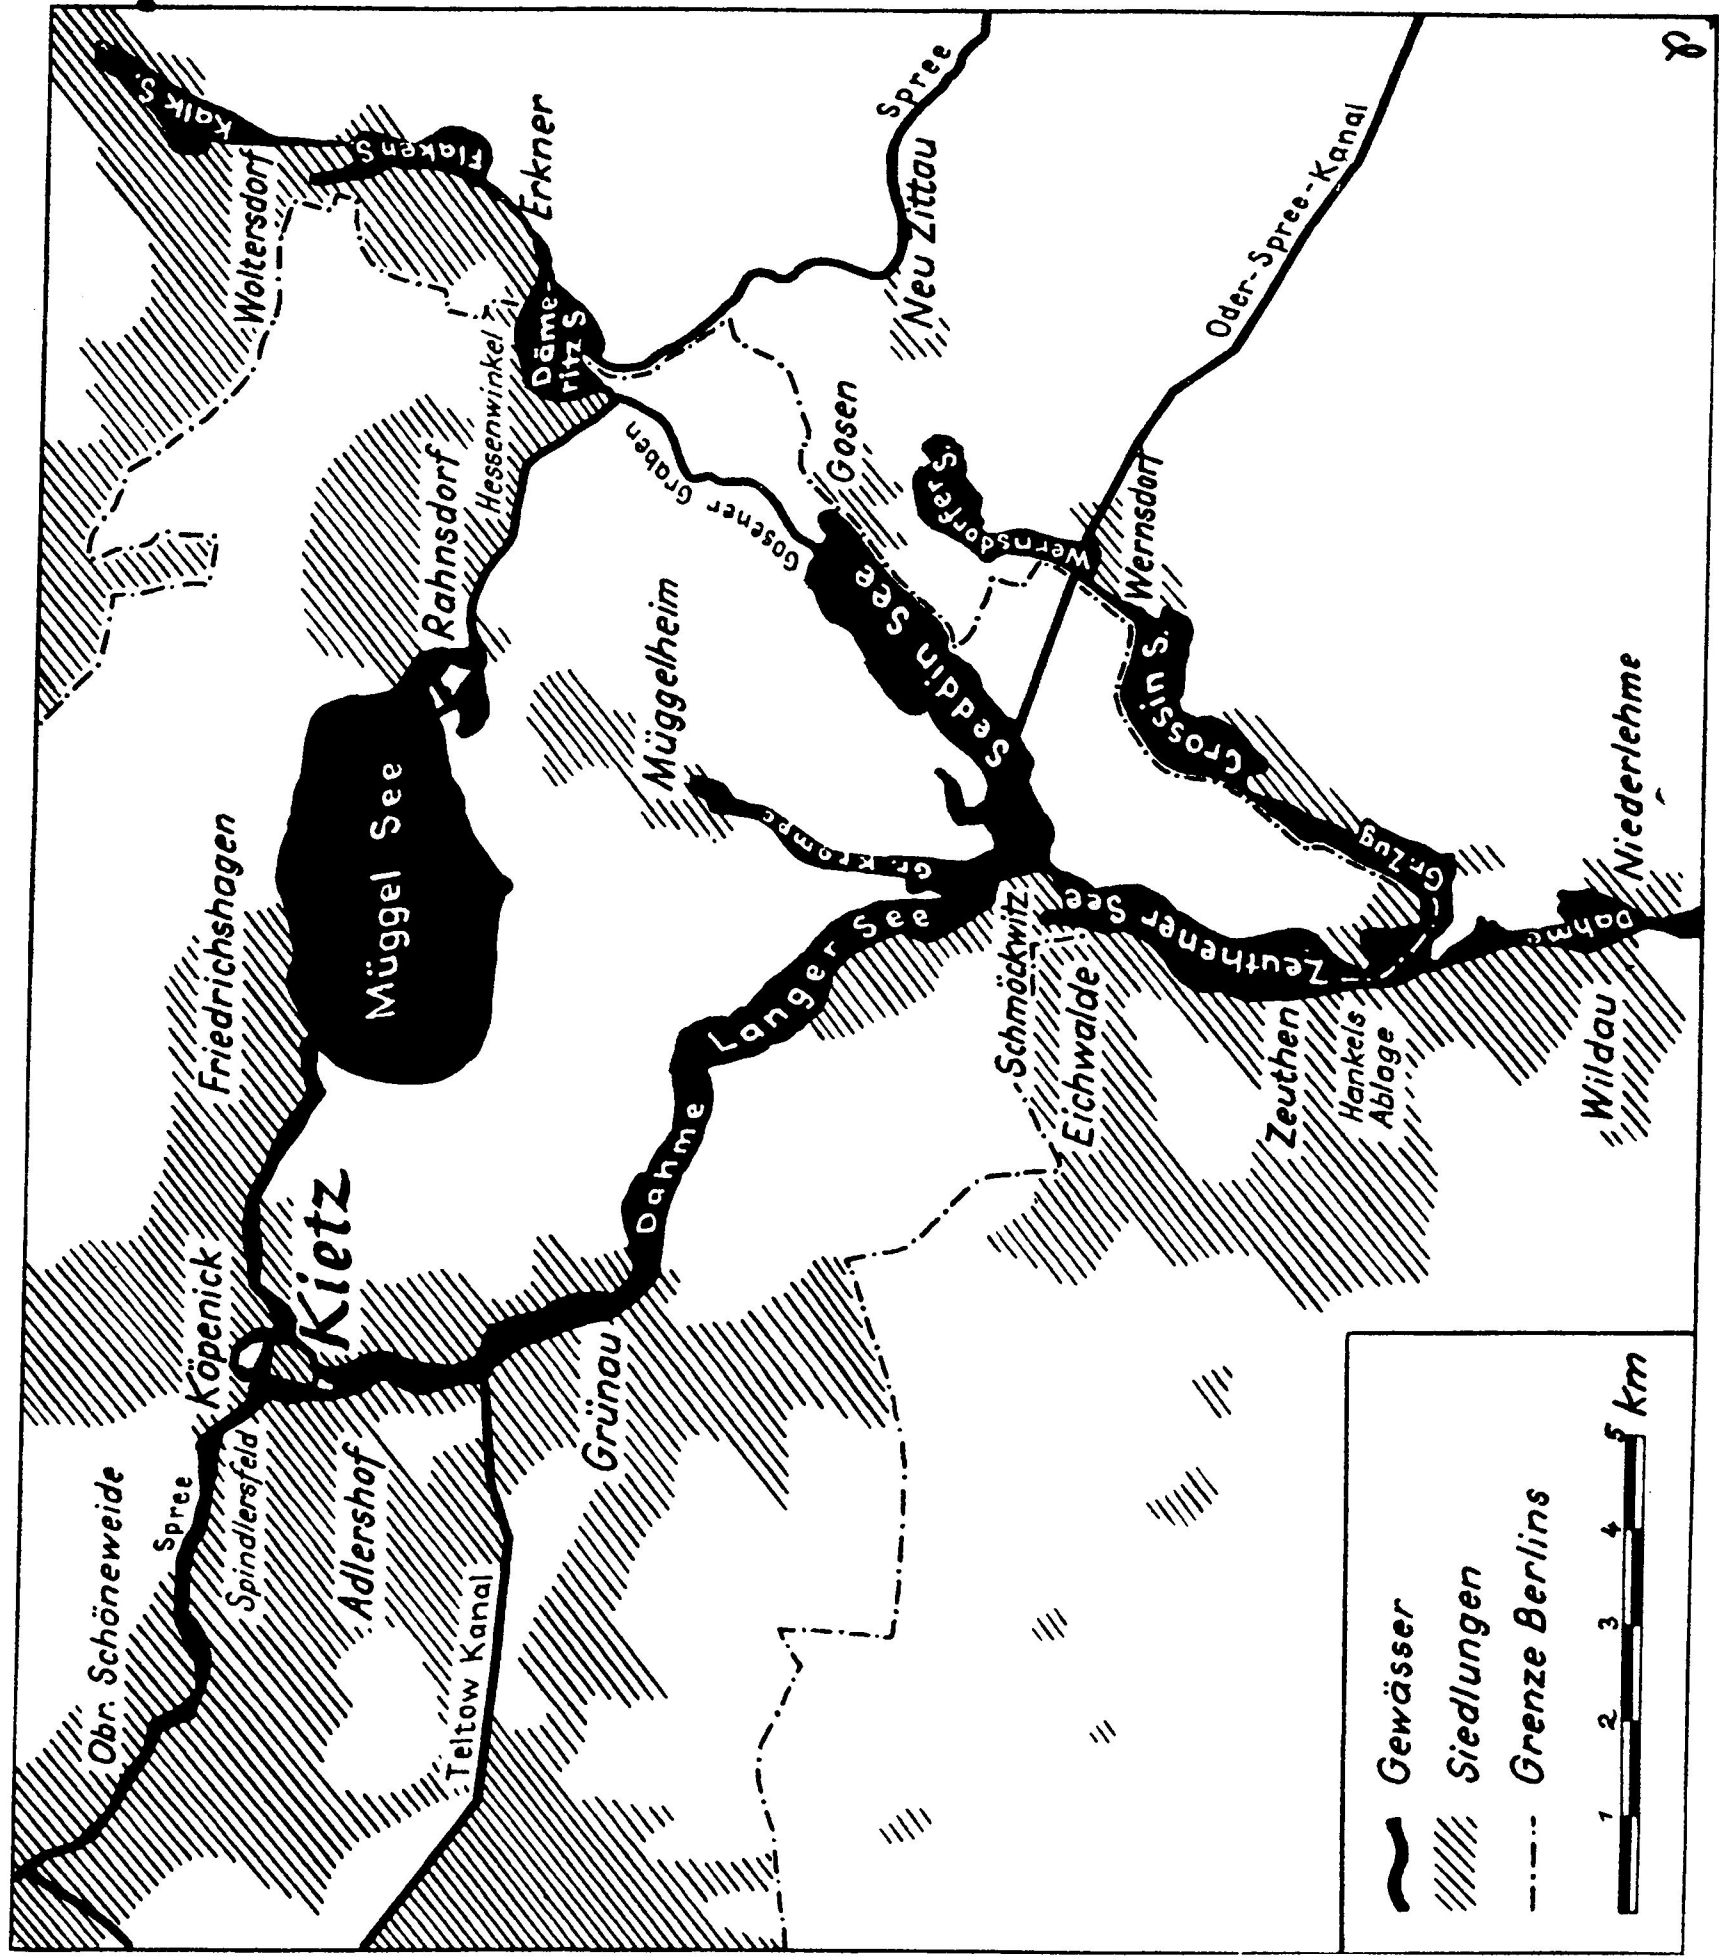 Obr. Schöneweide
Spree
Köpenick
Spindlersfeld
Friedrichshagen
Kietz
Adlershof
Müggel See
Woltersdorf
Kalk S.
Flaken S.
Rahnsdorf
Hessenwinkel
Erkner
Däme-
ritz S
Teltow Kanal
Grünau
Dahme
Langer See
Müggelheim
Gr. Krampe
Gosener Graben
Gosen
Seddin See
Neu Zittau
Spree
Wernsdorfer S.
Wernsdorf
Oder-Spree-Kanal
Schmöckwitz
Eichwalde
Zeuthener See
Crossin S.
Gr. Zug
Zeuthen
Hankels
Ablage
Wildau
Dahme
Niederlehme
Gewässer
Siedlungen
Grenze Berlins
1 2 3 4 5 km